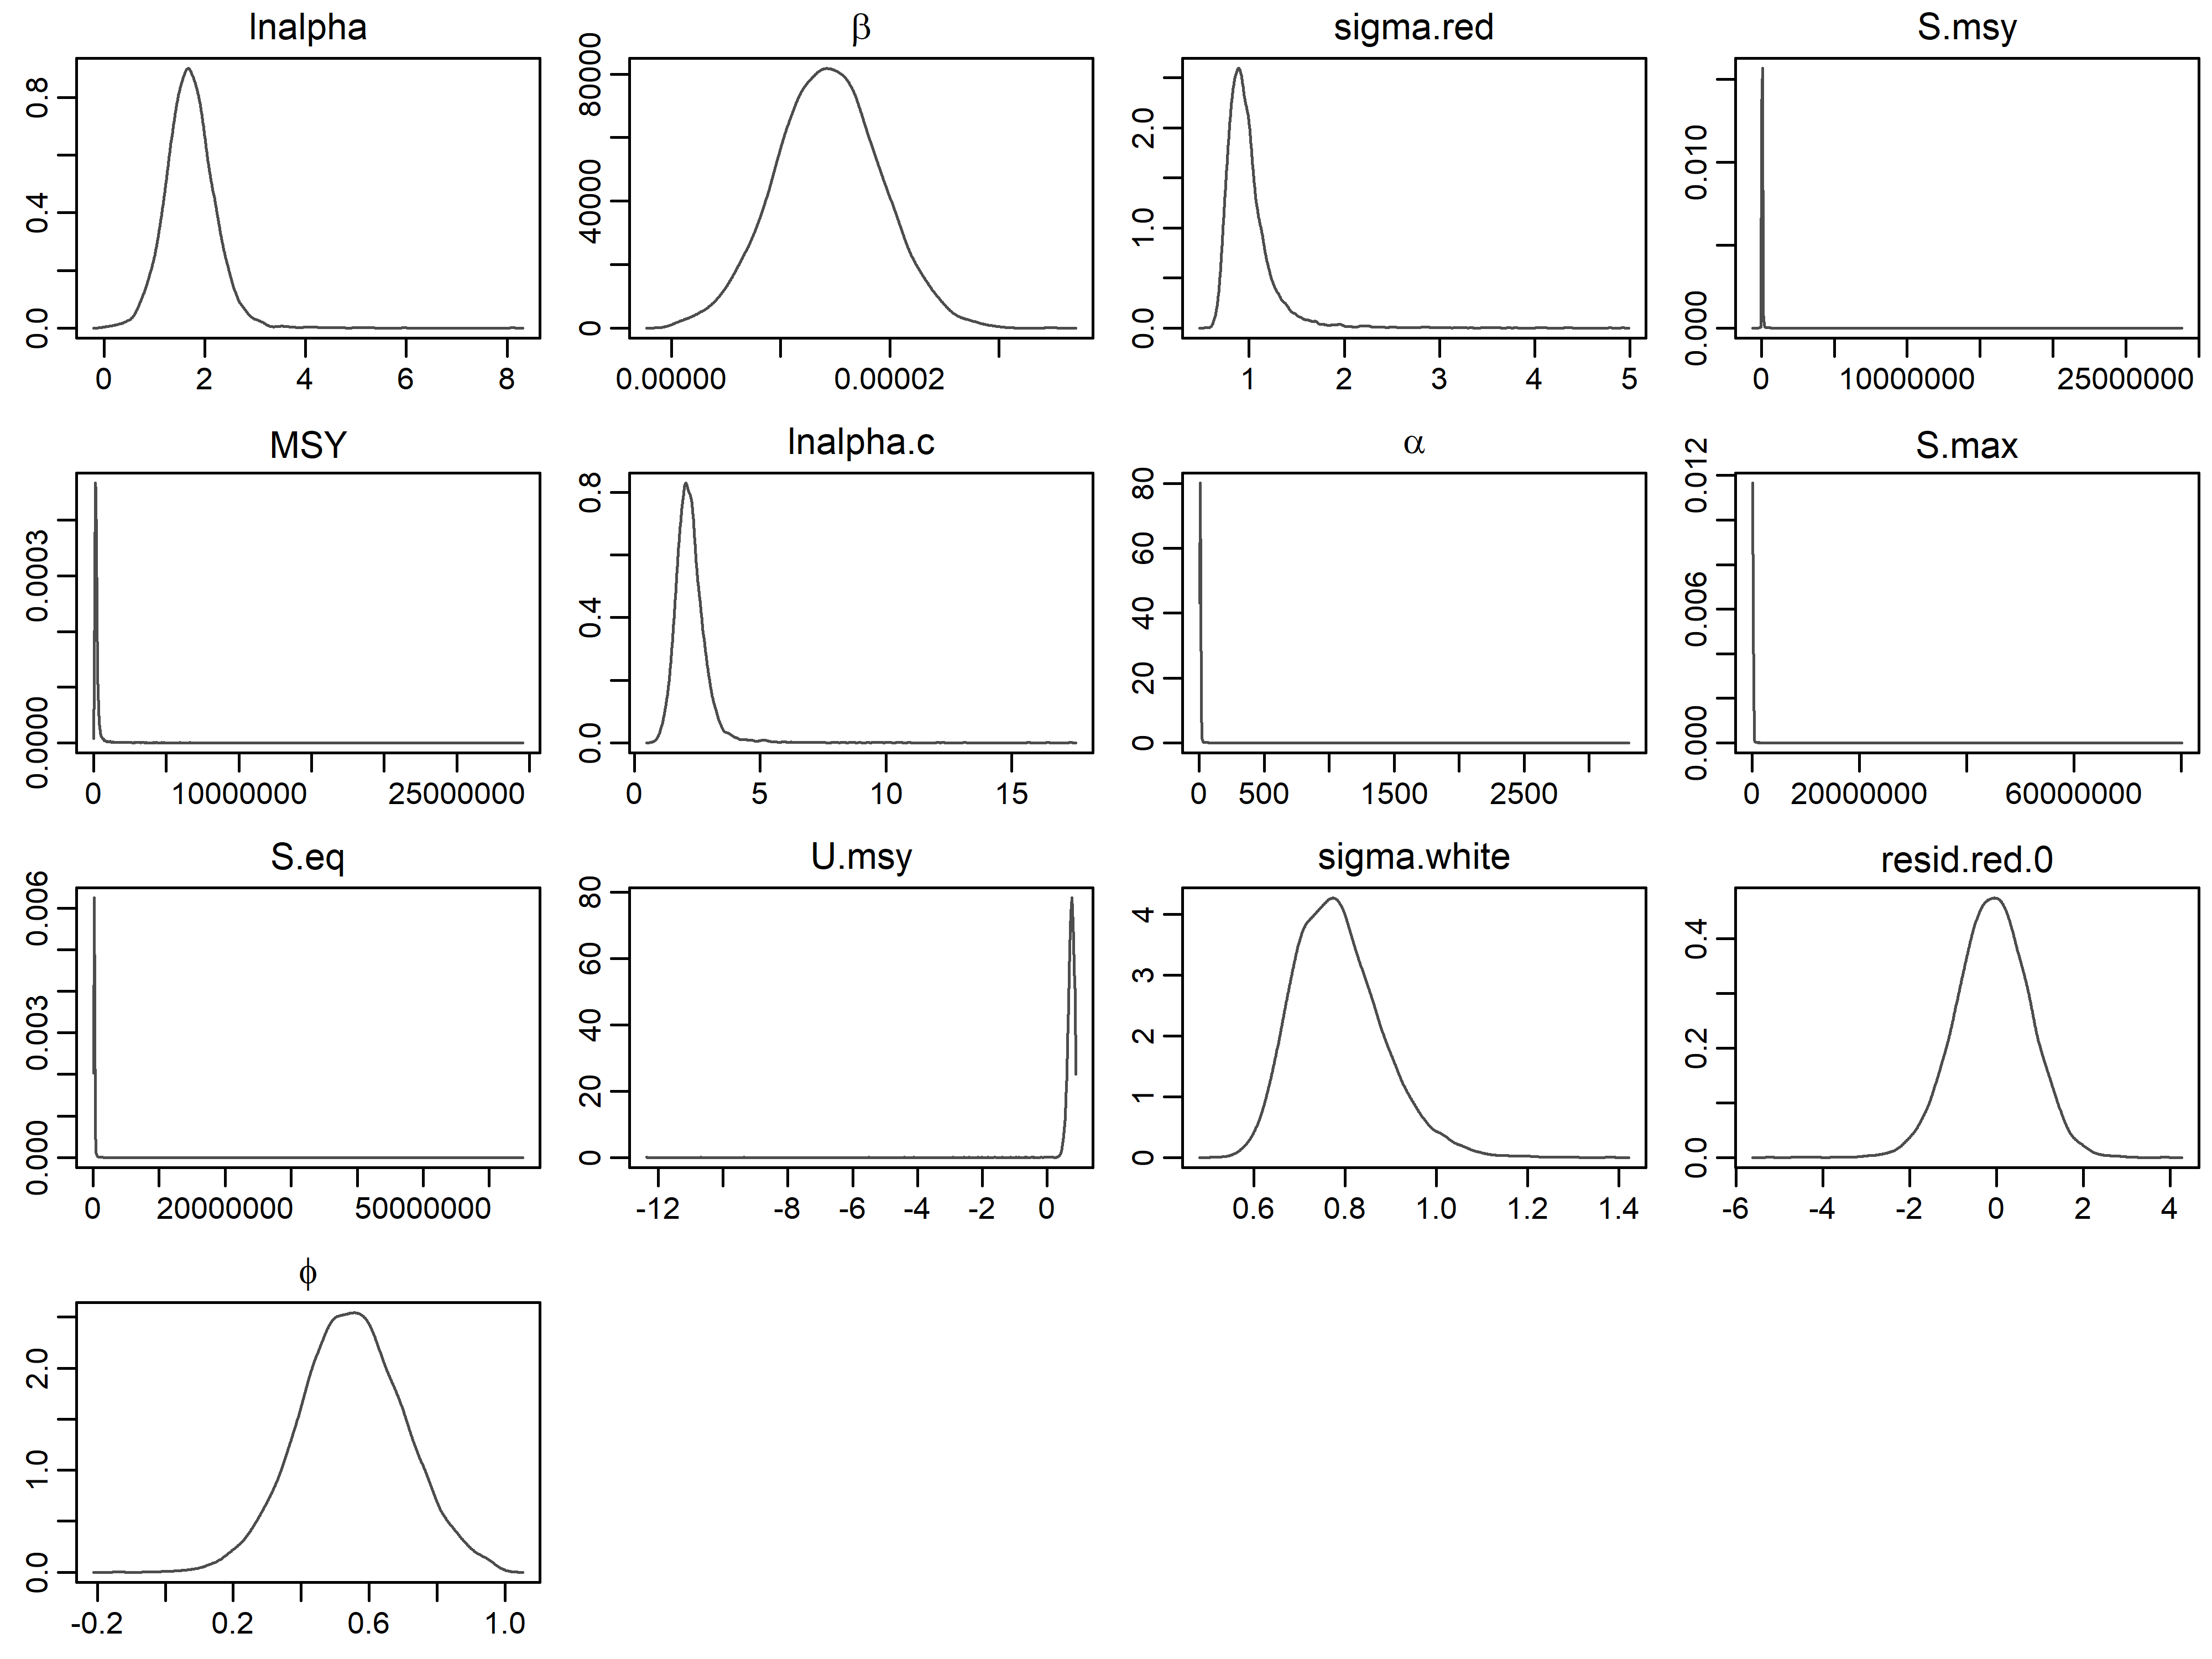 lnalpha
0.0 0.4 0.8
0 2 4 6 8
β
0 40000 80000
0.00000 0.00002
sigma.red
0.0 1.0 2.0
1 2 3 4 5
S.msy
0.000 0.010
0 10000000 25000000
MSY
0.0000 0.0003
0 10000000 25000000
lnalpha.c
0.0 0.4 0.8
0 5 10 15
α
0 20 40 60 80
0 500 1500 2500
S.max
0.000 0.006 0.012
0 20000000 60000000
S.eq
0.000 0.003 0.006
0 20000000 50000000
U.msy
0 20 40 60 80
-12 -8 -6 -4 -2 0
sigma.white
0 1 2 3 4
0.6 0.8 1.0 1.2 1.4
resid.red.0
0.0 0.2 0.4
-6 -4 -2 0 2 4
ϕ
0.0 1.0 2.0
-0.2 0.2 0.6 1.0